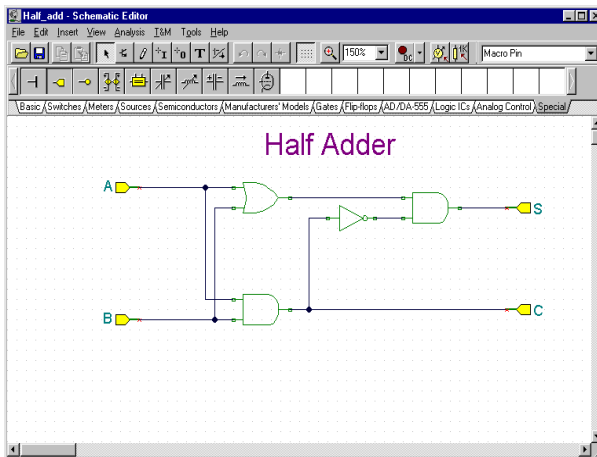 Half_add - Schematic Editor
File Edit Insert View Analysis T&M Tools Help
T 150% DC Macro Pin
Basic Switches Meters Sources Semiconductors Manufacturers' Models Gates Flip-flops AD/DA-555 Logic ICs Analog Control Special
Half Adder
A
S
B
C